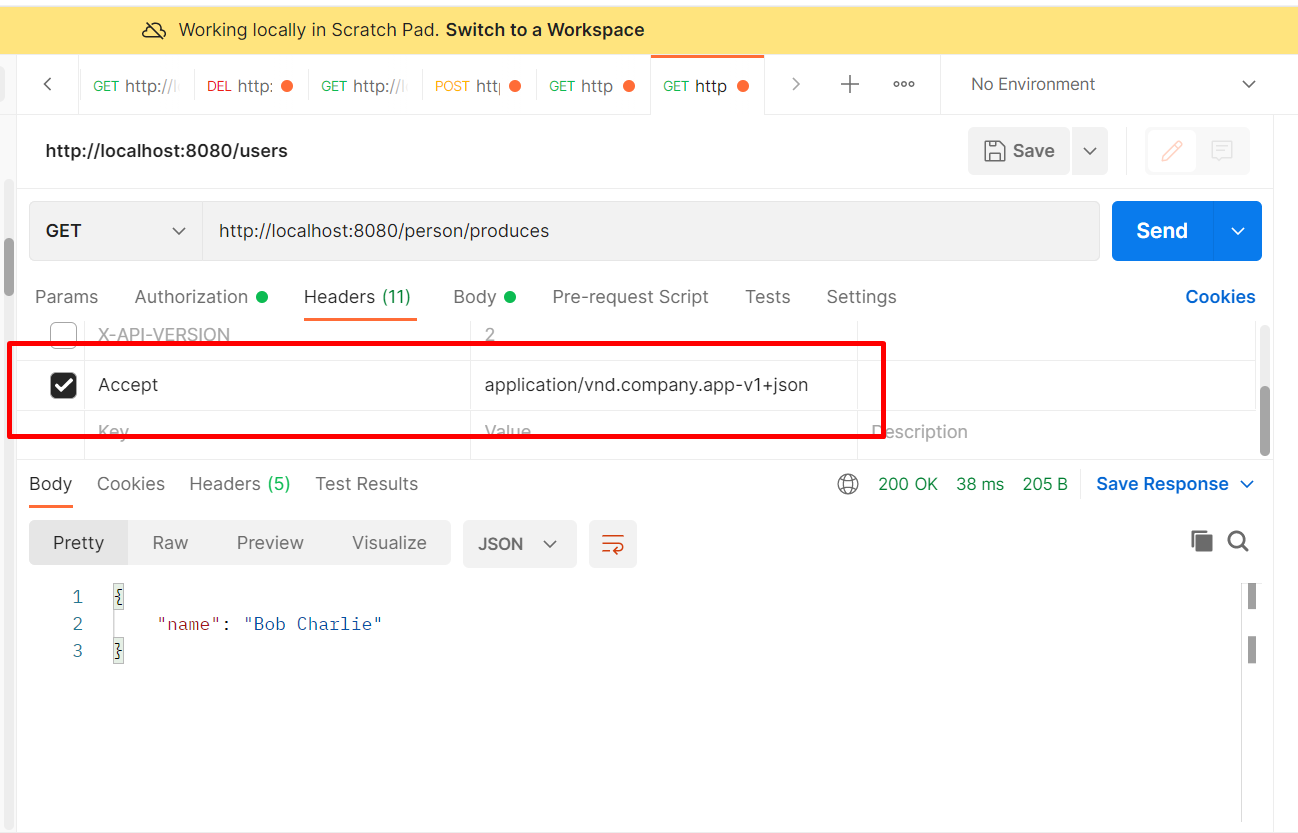 Working locally in Scratch Pad. Switch to a Workspace
GET http://l DEL http: GET http://l POST htt GET http GET http No Environment
http://localhost:8080/users Save
GET http://localhost:8080/person/produces Send
Params Authorization Headers (11) Body Pre-request Script Tests Settings Cookies
X-API-VERSION 2
Accept application/vnd.company.app-v1+json
Key Value Description
Body Cookies Headers (5) Test Results 200 OK 38 ms 205 B Save Response
Pretty Raw Preview Visualize JSON
1 {
2 "name": "Bob Charlie"
3 }